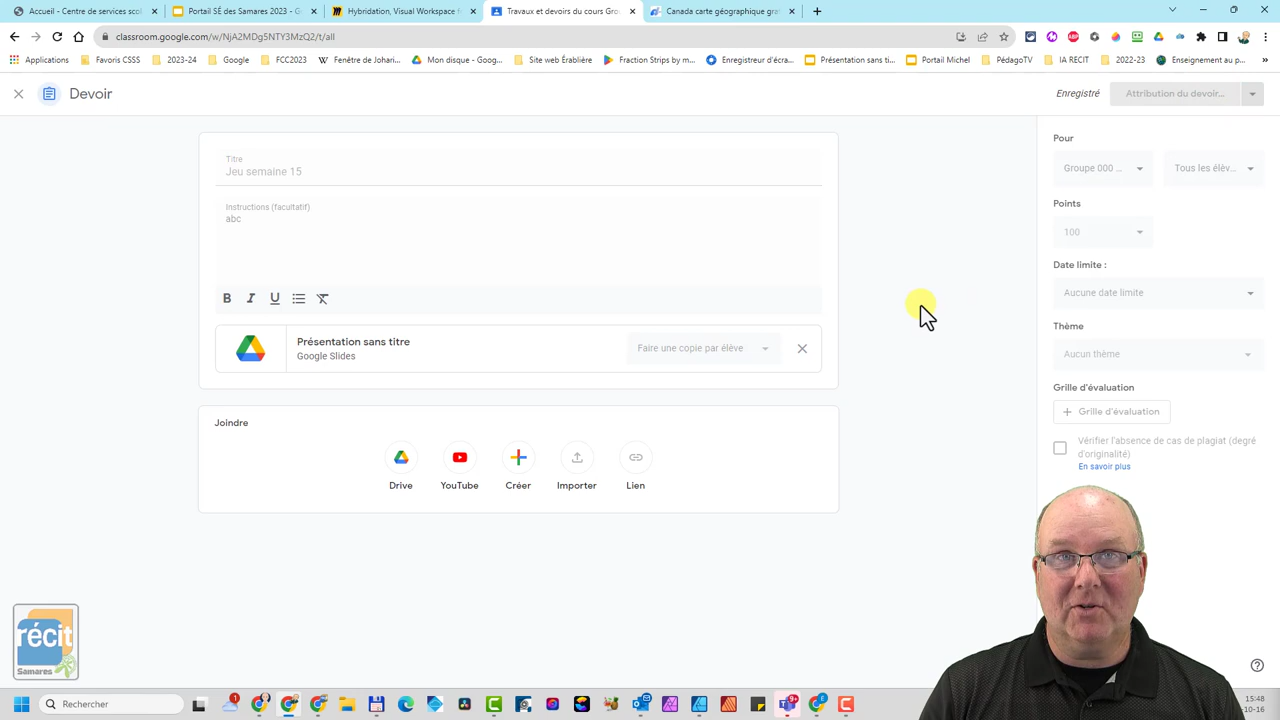 Accueil - Centre de services scol
Portail SÉ des Samares 2023 - G
Hybridation, Visual Workspace f
Travaux et devoirs du cours Gro
Canada carte géographique gra
classroom.google.com/w/NjA2MDg5NTY3MzQ2/t/all
Applications
Favoris CSSS
2023-24
Google
FCC2023
Fenêtre de Johari...
Mon disque - Goog...
Site web Érablière
Fraction Strips by m...
Enregistreur d'écra...
Présentation sans ti...
Portail Michel
PédagoTV
IA RECIT
2022-23
Enseignement au p...
»
Devoir
Enregistré
Attribution du devoir...
Titre
Jeu semaine 15
Instructions (facultatif)
abc
B I U
Présentation sans titre
Google Slides
Faire une copie par élève
Joindre
Drive
YouTube
Créer
Importer
Lien
Pour
Groupe 000 ...
Tous les élèv...
Points
100
Date limite :
Aucune date limite
Thème
Aucun thème
Grille d'évaluation
+ Grille d'évaluation
Vérifier l'absence de cas de plagiat (degré
d'originalité)
En savoir plus
récit
Samares
Rechercher
1
9+
15:48
-10-16